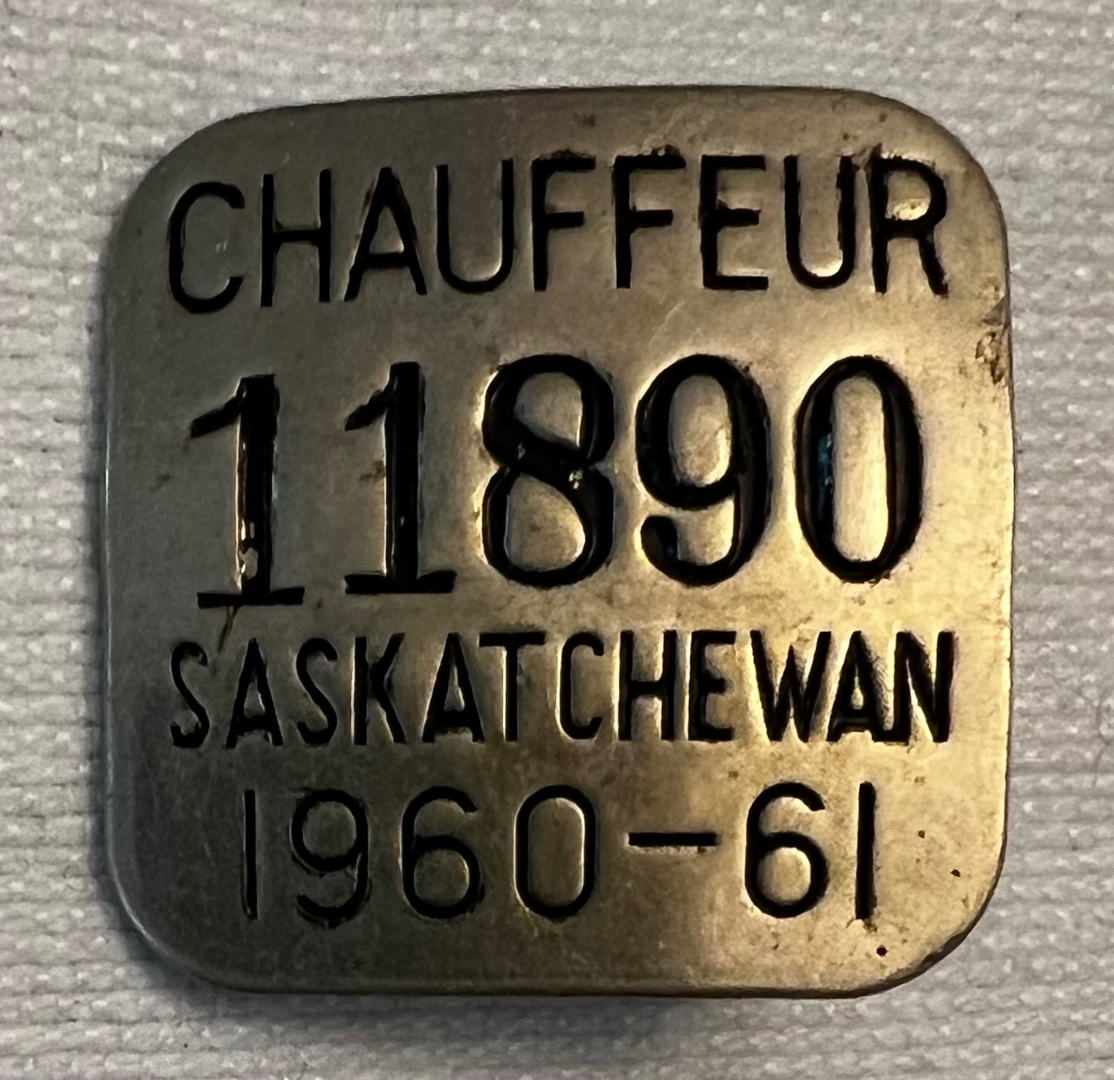 CHAUFFEUR
11890
SASKATCHEWAN
1960-61